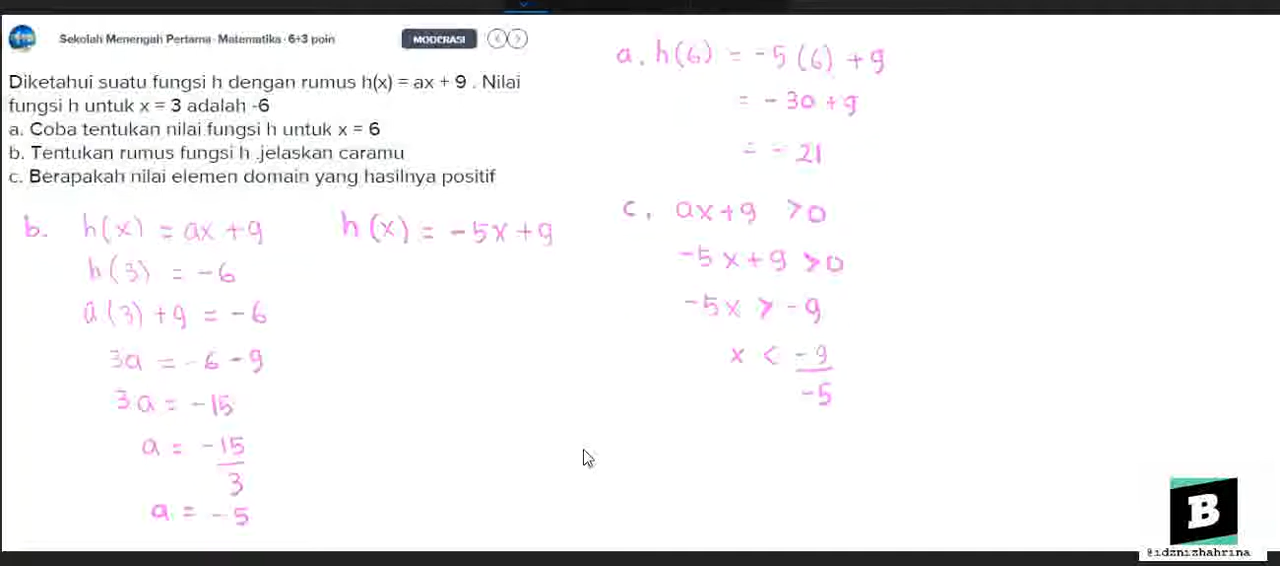 Sekolah Menengah Pertama · Matematika · 6+3 poin
MODERASI
Diketahui suatu fungsi h dengan rumus h(x) = ax + 9 . Nilai
fungsi h untuk x = 3 adalah -6
a. Coba tentukan nilai fungsi h untuk x = 6
b. Tentukan rumus fungsi h .jelaskan caramu
c. Berapakah nilai elemen domain yang hasilnya positif
b. h(x) = ax + 9
h(3) = -6
a(3) + 9 = -6
3a = -6 - 9
3a = -15
a = -15/3
a = -5
h(x) = -5x + 9
a. h(6) = -5(6) + 9
= -30 + 9
= -21
c. ax + 9 > 0
-5x + 9 > 0
-5x > -9
x < -9/-5
B
@idznizhahrina